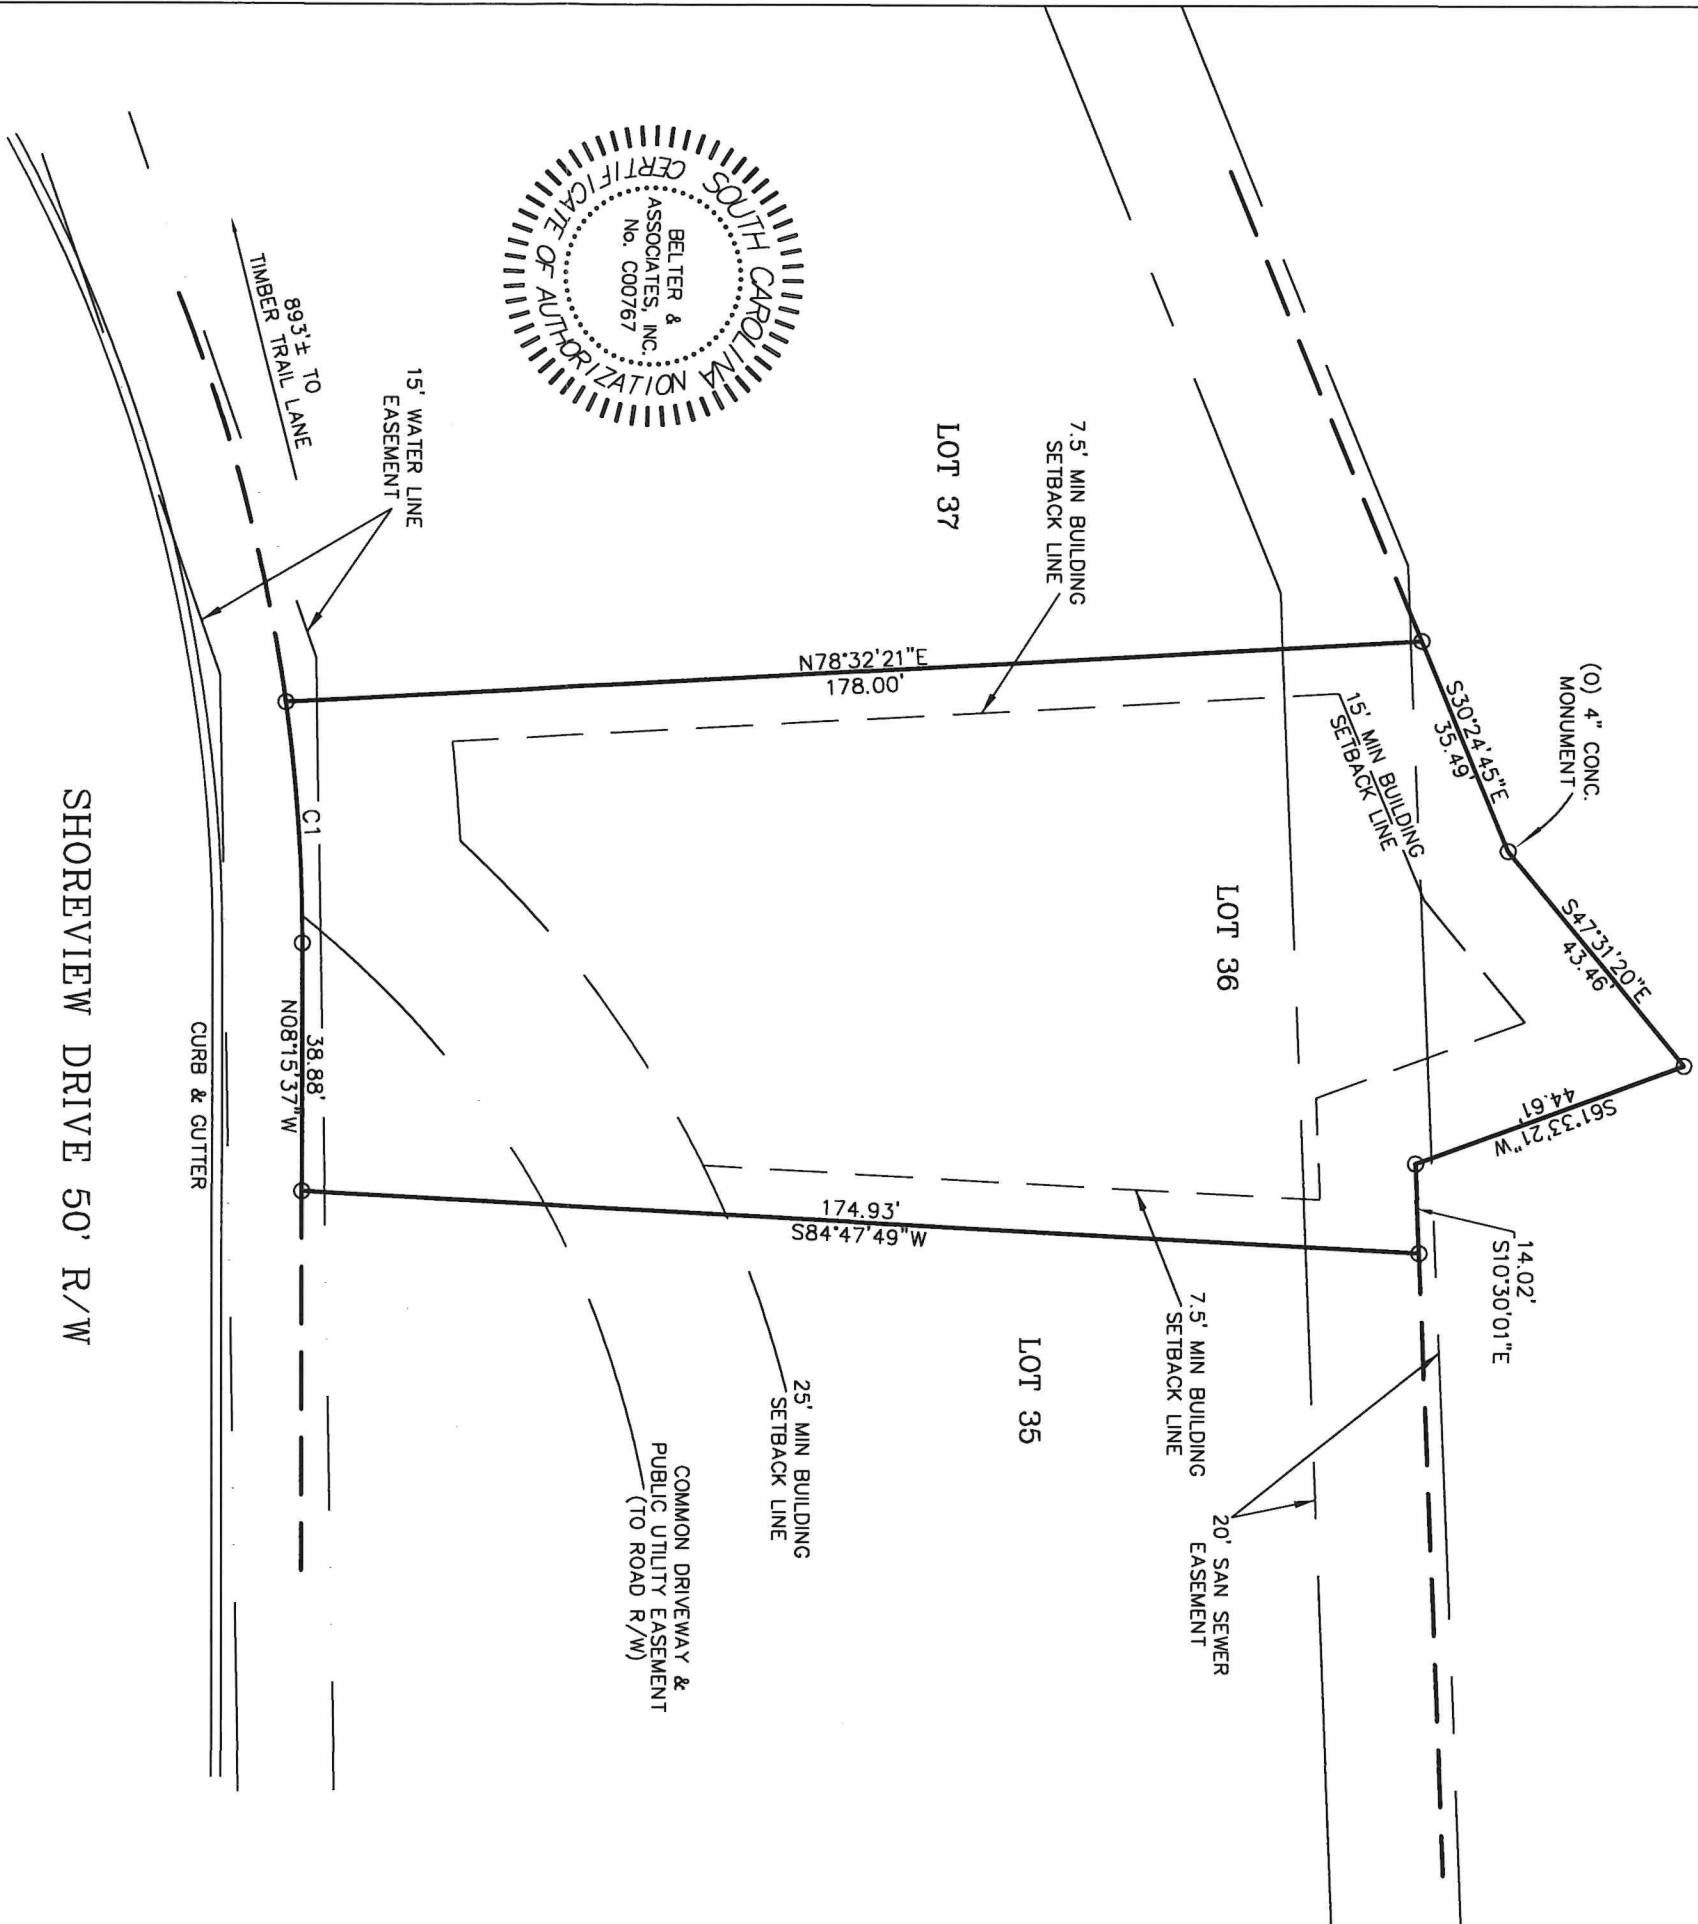 (O) 4" CONC.
MONUMENT
S30°24'45"E
35.49'
S47°31'20"E
43.46'
S61°33'21"W
44.61'
14.02'
S10°30'01"E
15' MIN BUILDING
SETBACK LINE
7.5' MIN BUILDING
SETBACK LINE
LOT 37
LOT 36
LOT 35
N78°32'21"E
178.00'
174.93'
S84°47'49"W
7.5' MIN BUILDING
SETBACK LINE
20' SAN SEWER
EASEMENT
25' MIN BUILDING
SETBACK LINE
COMMON DRIVEWAY &
PUBLIC UTILITY EASEMENT
(TO ROAD R/W)
SOUTH CAROLINA
CERTIFICATE OF AUTHORIZATION
BELTER &
ASSOCIATES, INC.
No. C00767
15' WATER LINE
EASEMENT
893'± TO
TIMBER TRAIL LANE
C1
38.88'
N08°15'37"W
CURB & GUTTER
SHOREVIEW DRIVE 50' R/W